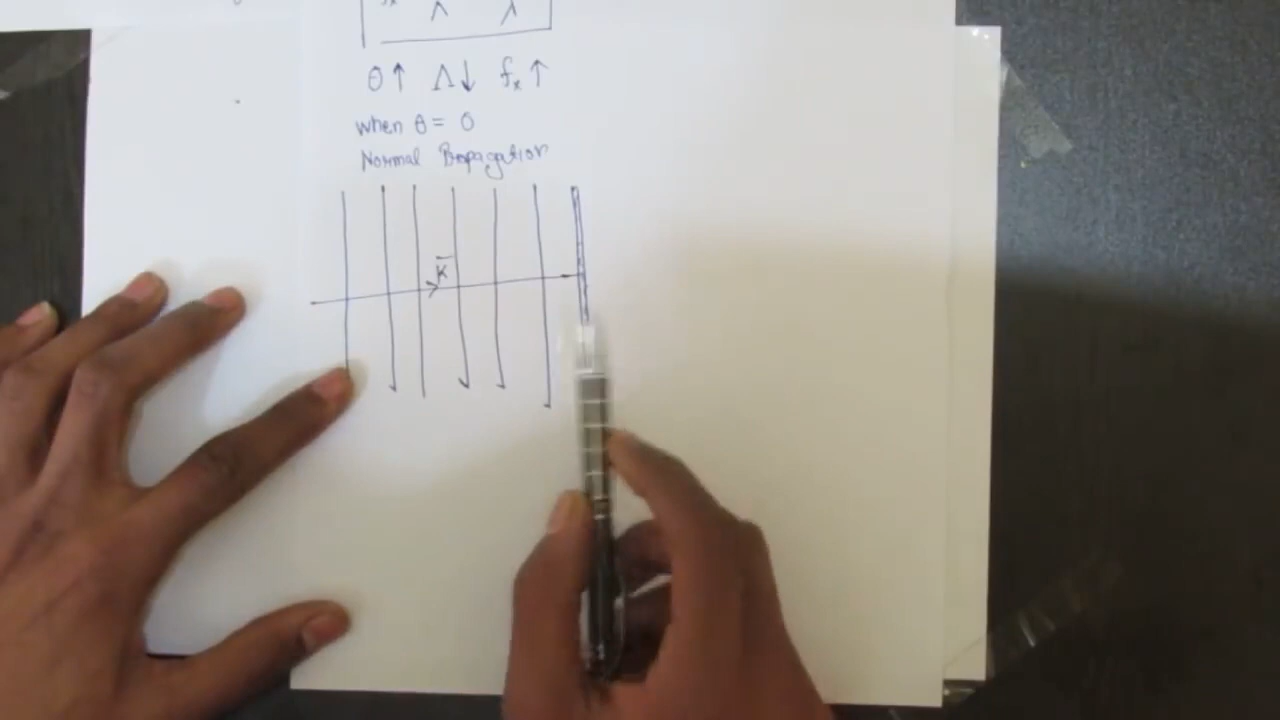 θ↑ Λ↓ fₓ↑
when θ = 0
Normal Propagation
k̄